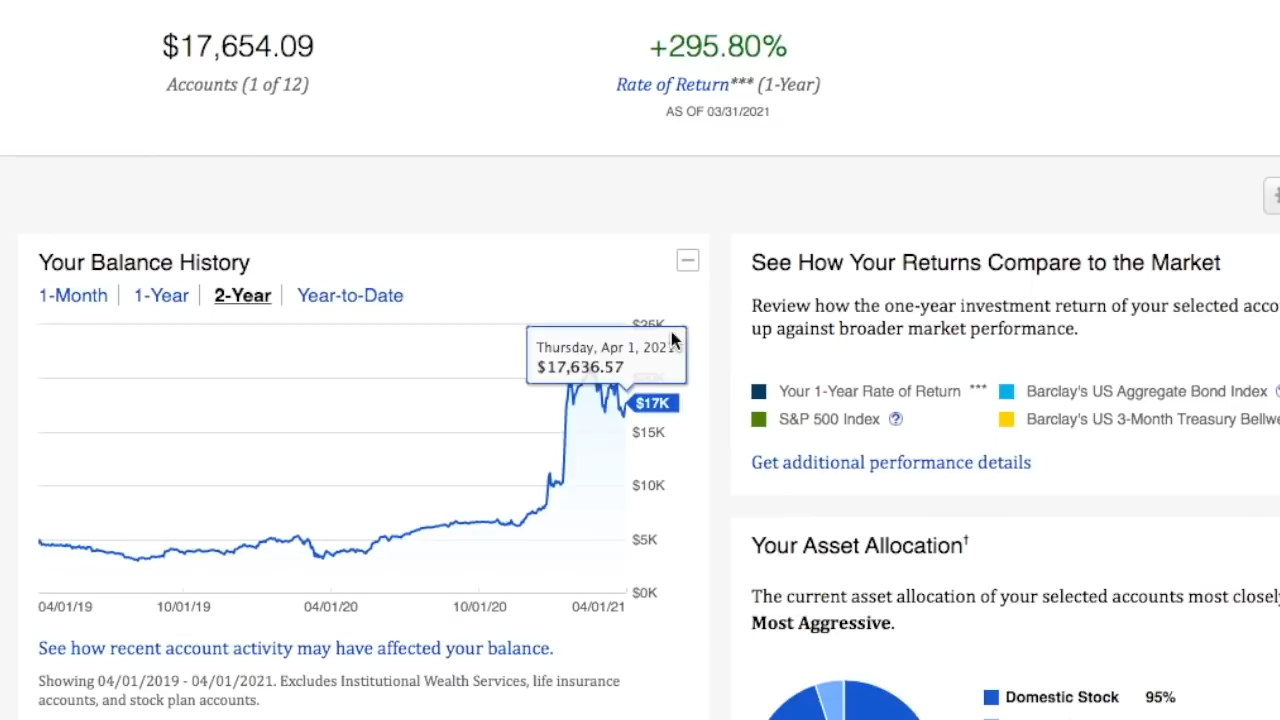 $17,654.09
Accounts (1 of 12)
+295.80%
Rate of Return*** (1-Year)
AS OF 03/31/2021
Your Balance History
1-Month 1-Year 2-Year Year-to-Date
$25K
Thursday, Apr 1, 2021
$17,636.57
$17K
$15K
$10K
$5K
$0K
04/01/19 10/01/19 04/01/20 10/01/20 04/01/21
See how recent account activity may have affected your balance.
Showing 04/01/2019 - 04/01/2021. Excludes Institutional Wealth Services, life insurance
accounts, and stock plan accounts.
See How Your Returns Compare to the Market
Review how the one-year investment return of your selected acco
up against broader market performance.
Your 1-Year Rate of Return *** Barclay's US Aggregate Bond Index
S&P 500 Index ? Barclay's US 3-Month Treasury Bellwe
Get additional performance details
Your Asset Allocation†
The current asset allocation of your selected accounts most closely
Most Aggressive.
Domestic Stock 95%